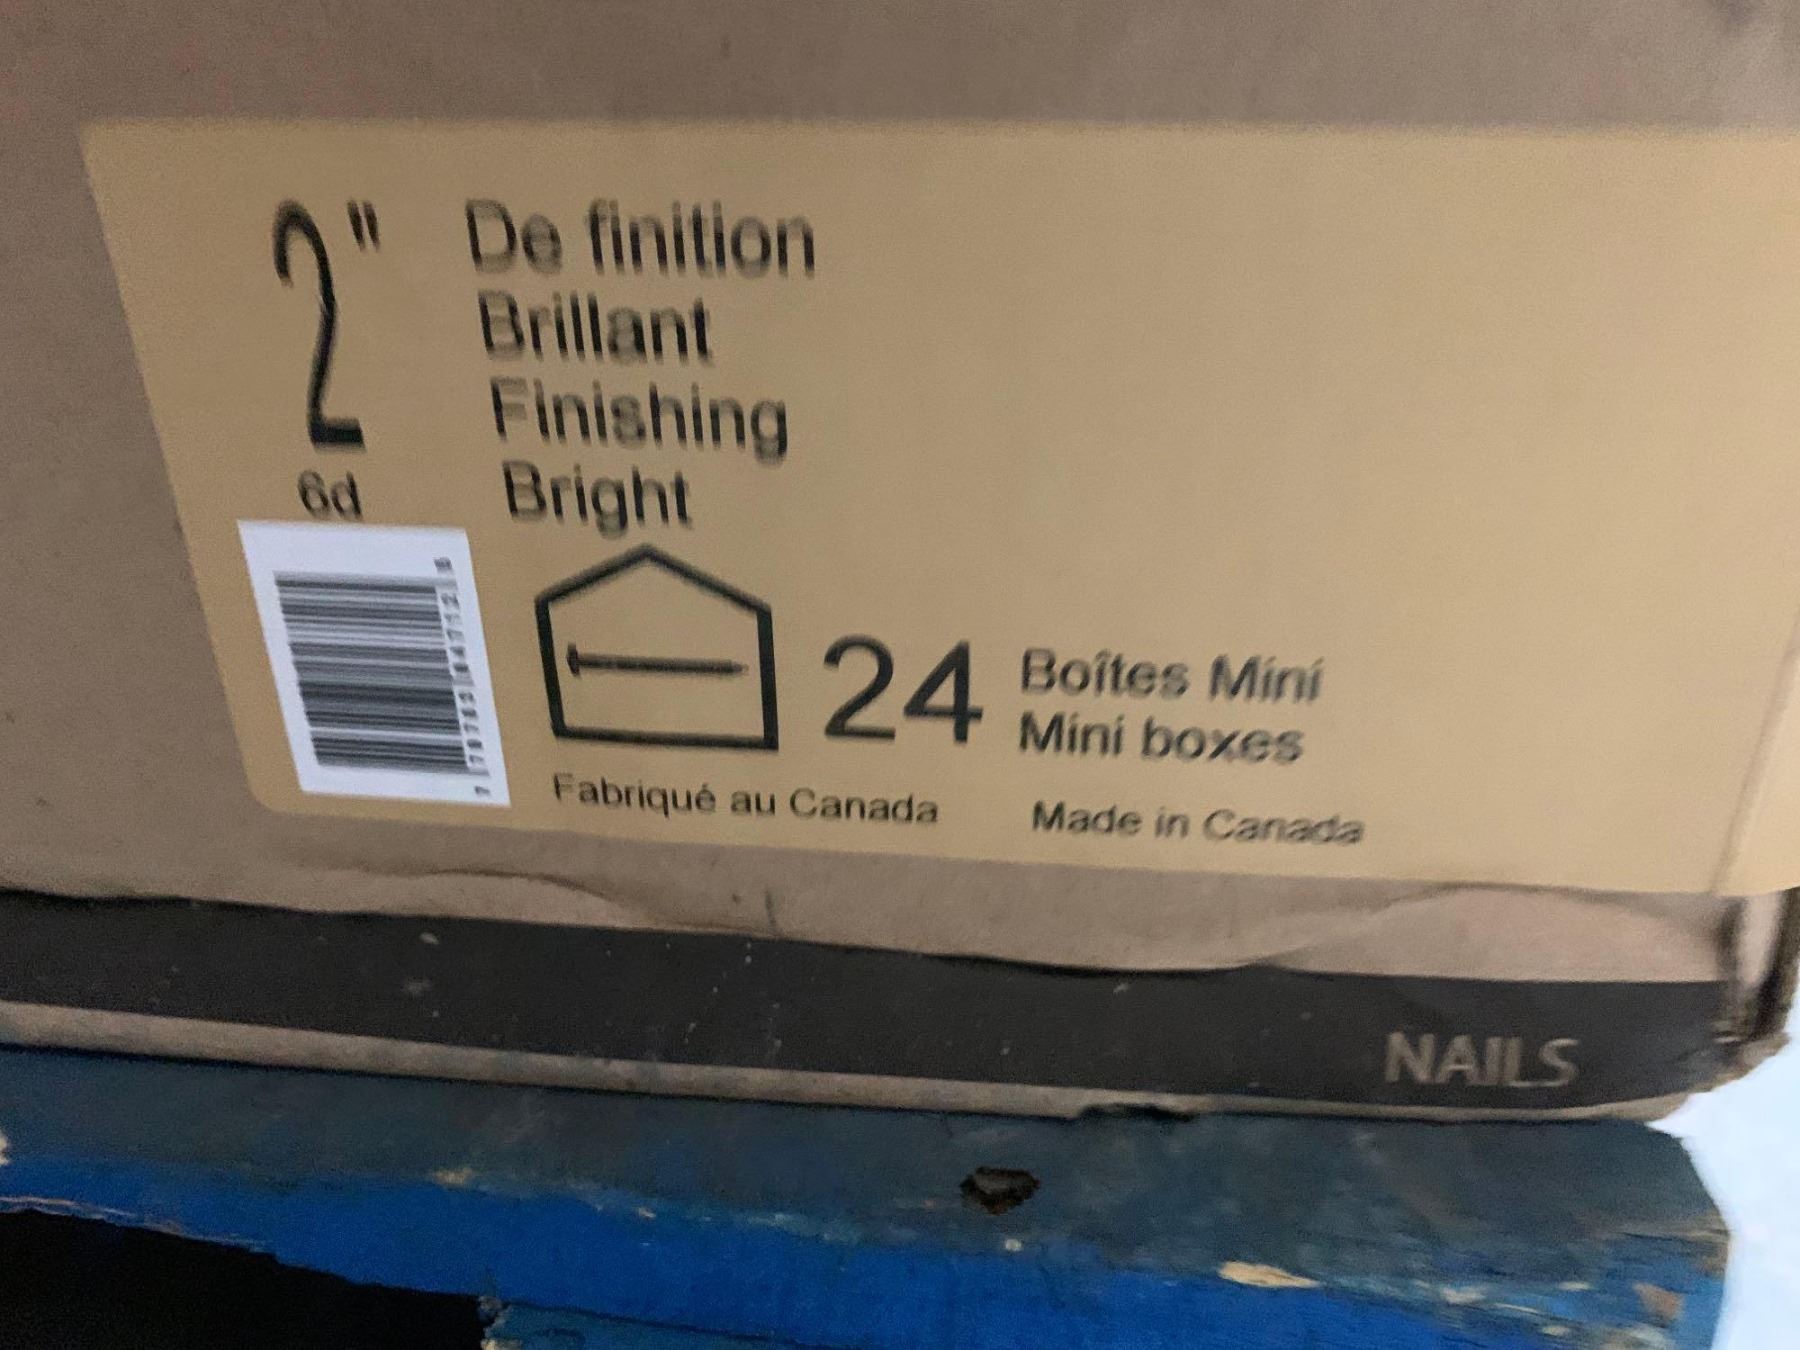 2" De finition
Brillant
Finishing
Bright
6d
24 Boîtes Mini
Mini boxes
Fabriqué au Canada Made in Canada
NAILS